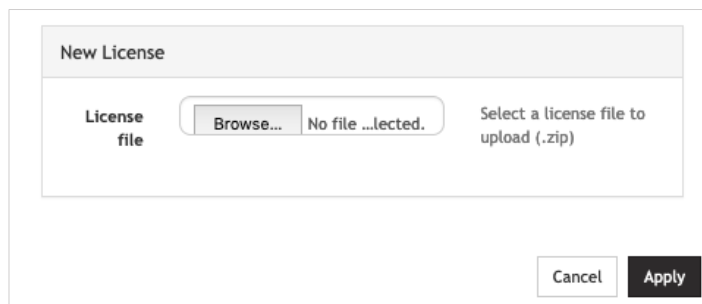 New License
License
file
Browse... No file ...lected.
Select a license file to
upload (.zip)
Cancel
Apply